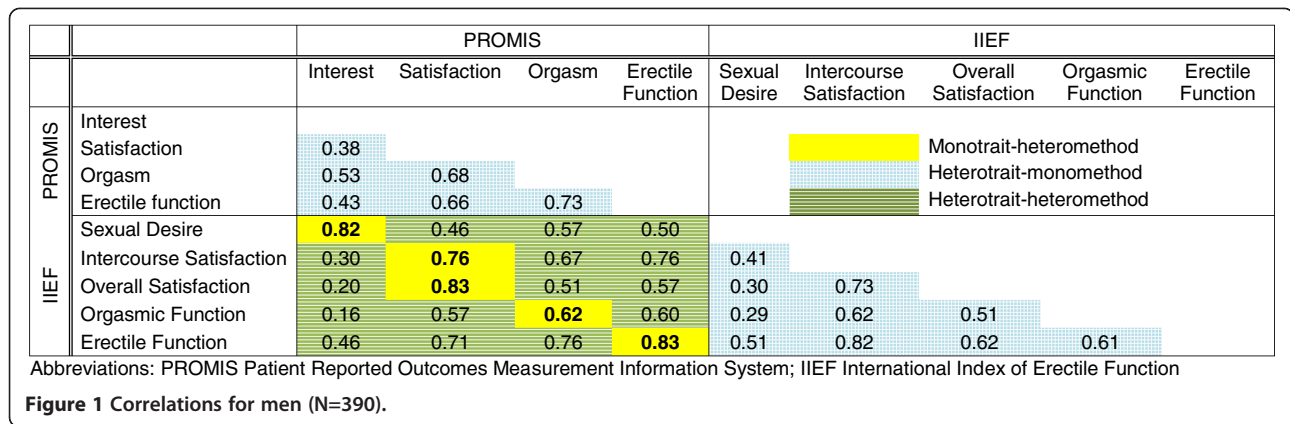 PROMIS IIEF
Interest Satisfaction Orgasm Erectile Function Sexual Desire Intercourse Satisfaction Overall Satisfaction Orgasmic Function Erectile Function
PROMIS
Interest
Satisfaction 0.38 Monotrait-heteromethod
Orgasm 0.53 0.68 Heterotrait-monomethod
Erectile function 0.43 0.66 0.73 Heterotrait-heteromethod
IIEF
Sexual Desire 0.82 0.46 0.57 0.50
Intercourse Satisfaction 0.30 0.76 0.67 0.76 0.41
Overall Satisfaction 0.20 0.83 0.51 0.57 0.30 0.73
Orgasmic Function 0.16 0.57 0.62 0.60 0.29 0.62 0.51
Erectile Function 0.46 0.71 0.76 0.83 0.51 0.82 0.62 0.61
Abbreviations: PROMIS Patient Reported Outcomes Measurement Information System; IIEF International Index of Erectile Function
Figure 1 Correlations for men (N=390).